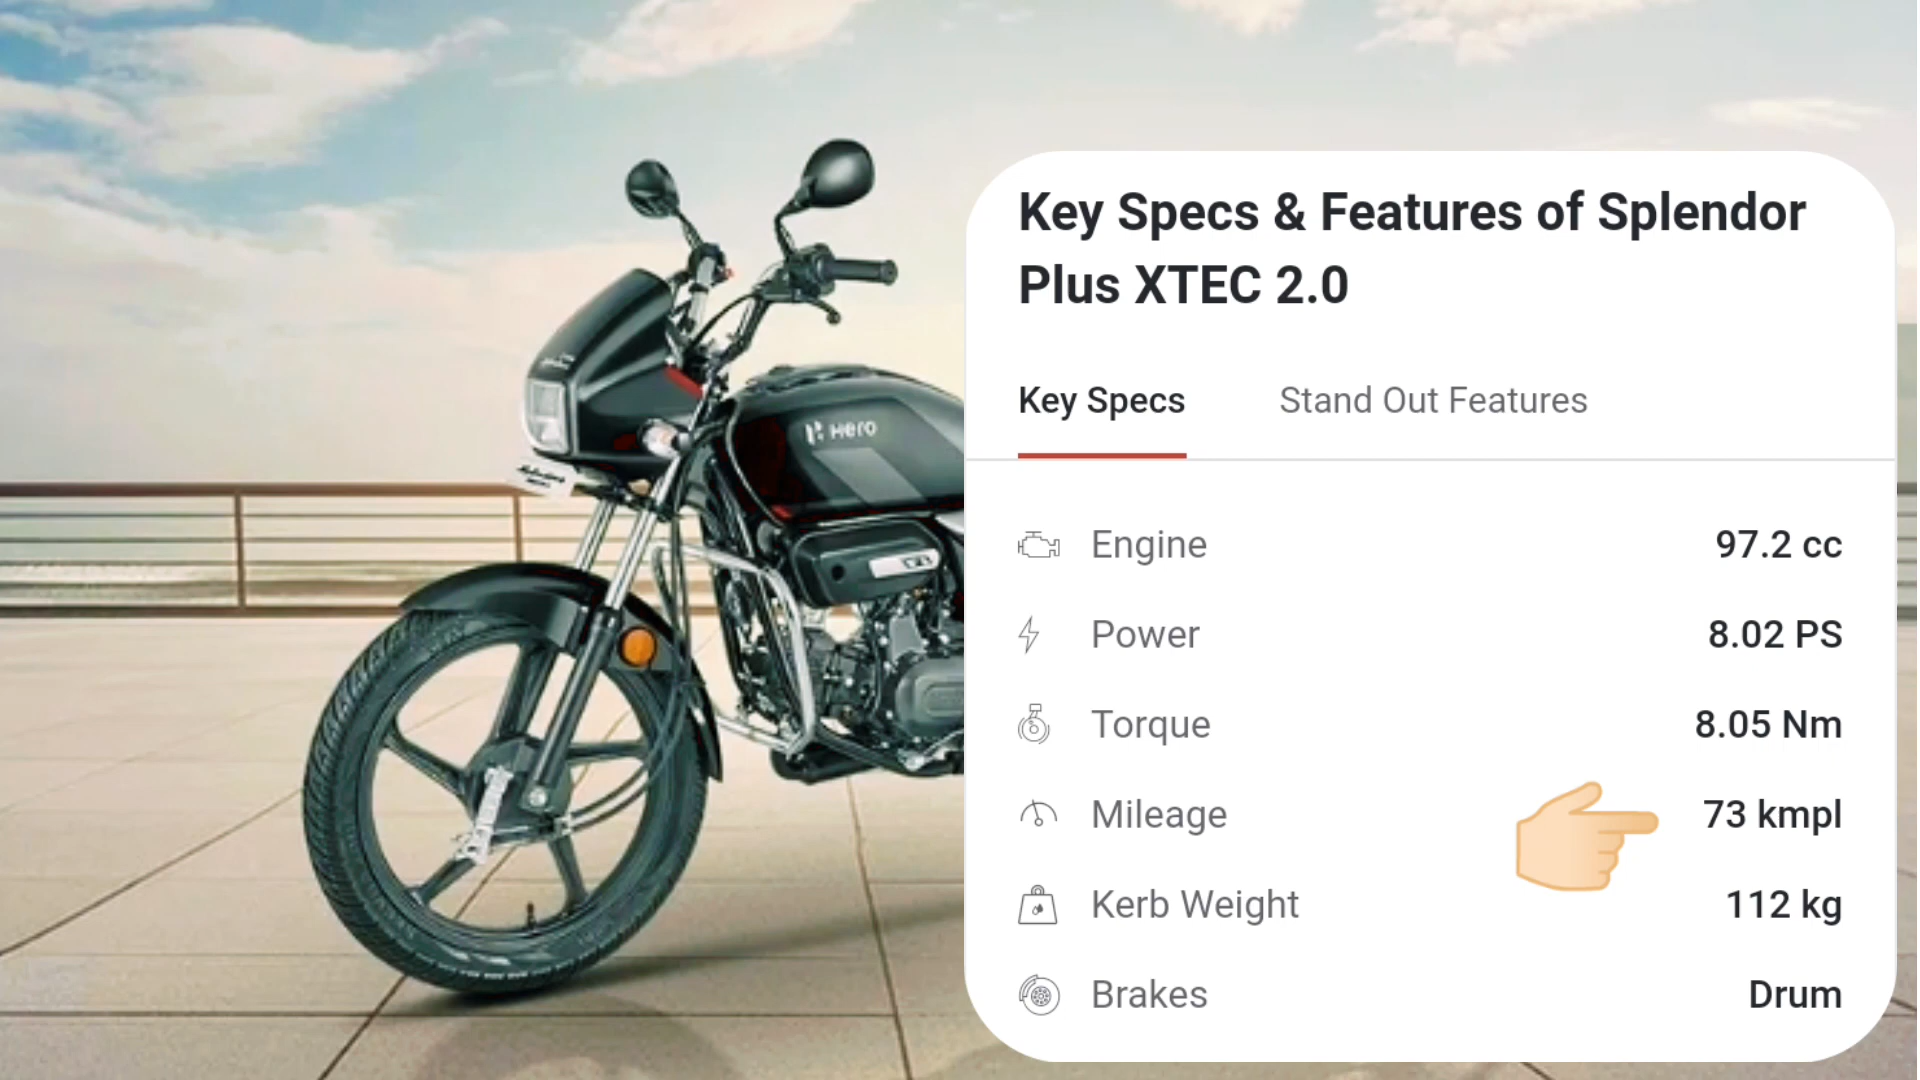 Key Specs & Features of Splendor
Plus XTEC 2.0
Key Specs
Stand Out Features
Engine 97.2 cc
Power 8.02 PS
Torque 8.05 Nm
Mileage 73 kmpl
Kerb Weight 112 kg
Brakes Drum
Hero